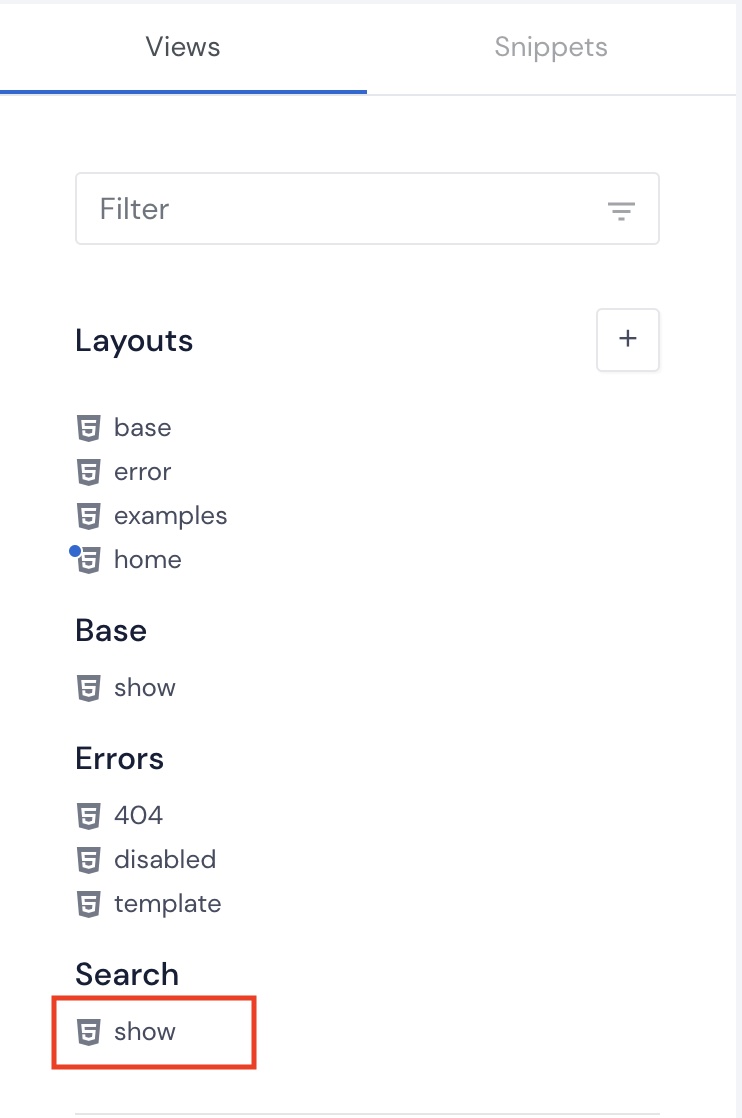 Views Snippets
Filter
Layouts
+
base
error
examples
home
Base
show
Errors
404
disabled
template
Search
show